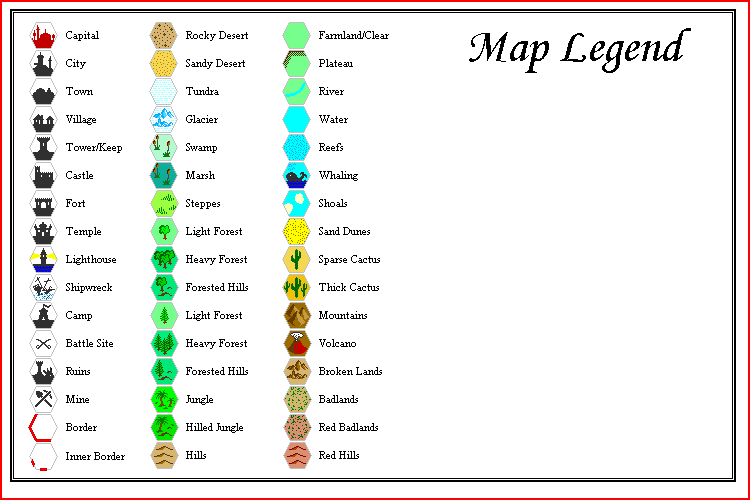 Map Legend
Capital
City
Town
Village
Tower/Keep
Castle
Fort
Temple
Lighthouse
Shipwreck
Camp
Battle Site
Ruins
Mine
Border
Inner Border
Rocky Desert
Sandy Desert
Tundra
Glacier
Swamp
Marsh
Steppes
Light Forest
Heavy Forest
Forested Hills
Light Forest
Heavy Forest
Forested Hills
Jungle
Hilled Jungle
Hills
Farmland/Clear
Plateau
River
Water
Reefs
Whaling
Shoals
Sand Dunes
Sparse Cactus
Thick Cactus
Mountains
Volcano
Broken Lands
Badlands
Red Badlands
Red Hills